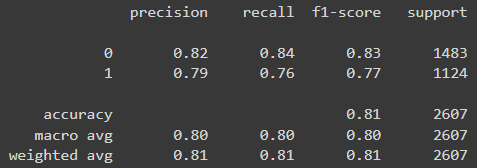 precision recall f1-score support
0 0.82 0.84 0.83 1483
1 0.79 0.76 0.77 1124
accuracy 0.81 2607
macro avg 0.80 0.80 0.80 2607
weighted avg 0.81 0.81 0.81 2607